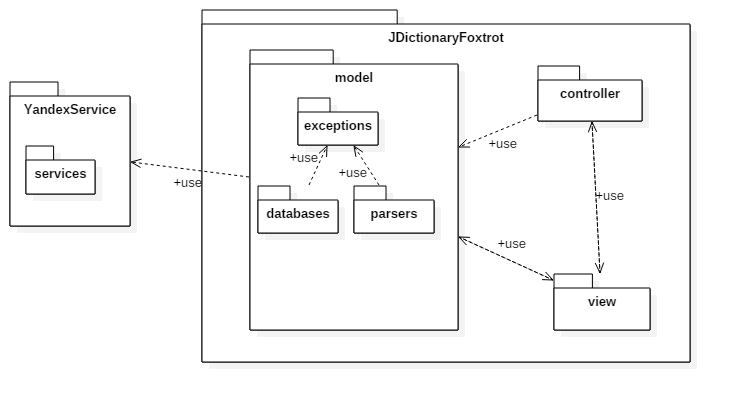 JDictionaryFoxtrot
model
controller
YandexService
exceptions
+use
+use
+use
services
+use
+use
databases
parsers
+use
view